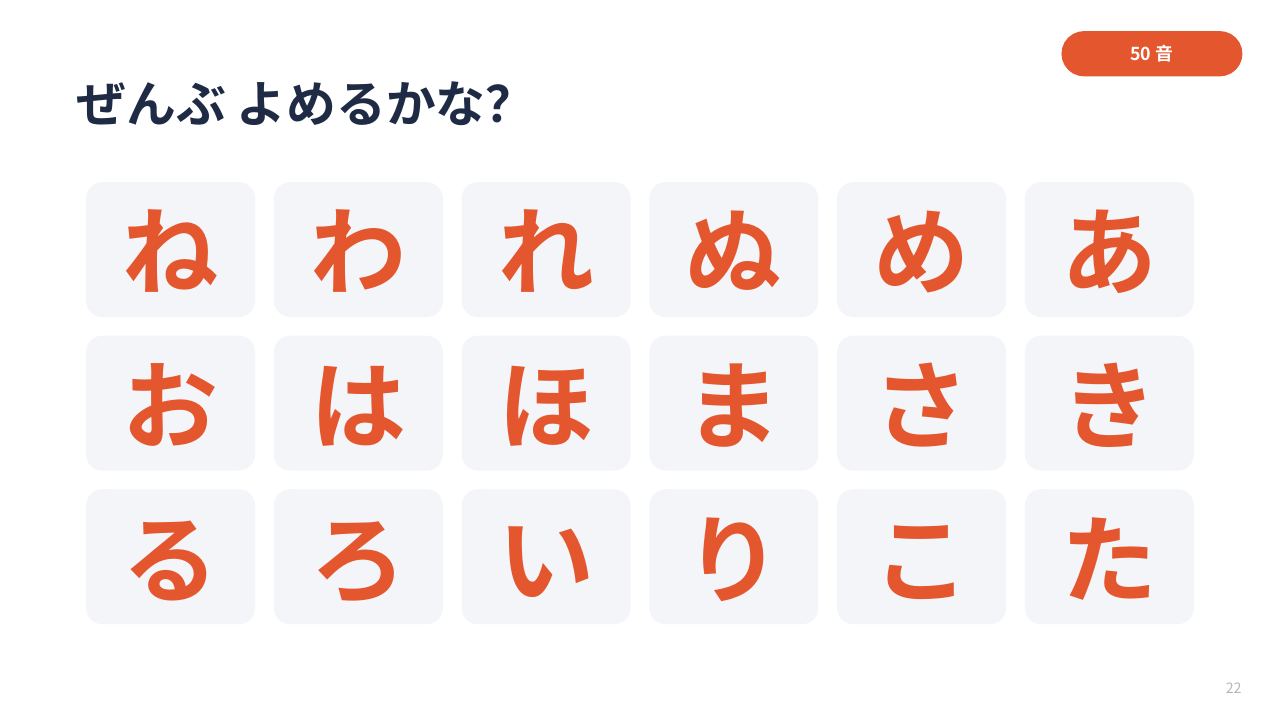 50 音
ぜんぶ よめるかな?
ね わ れ ぬ め あ
お は ほ ま さ き
る ろ い り こ た
22